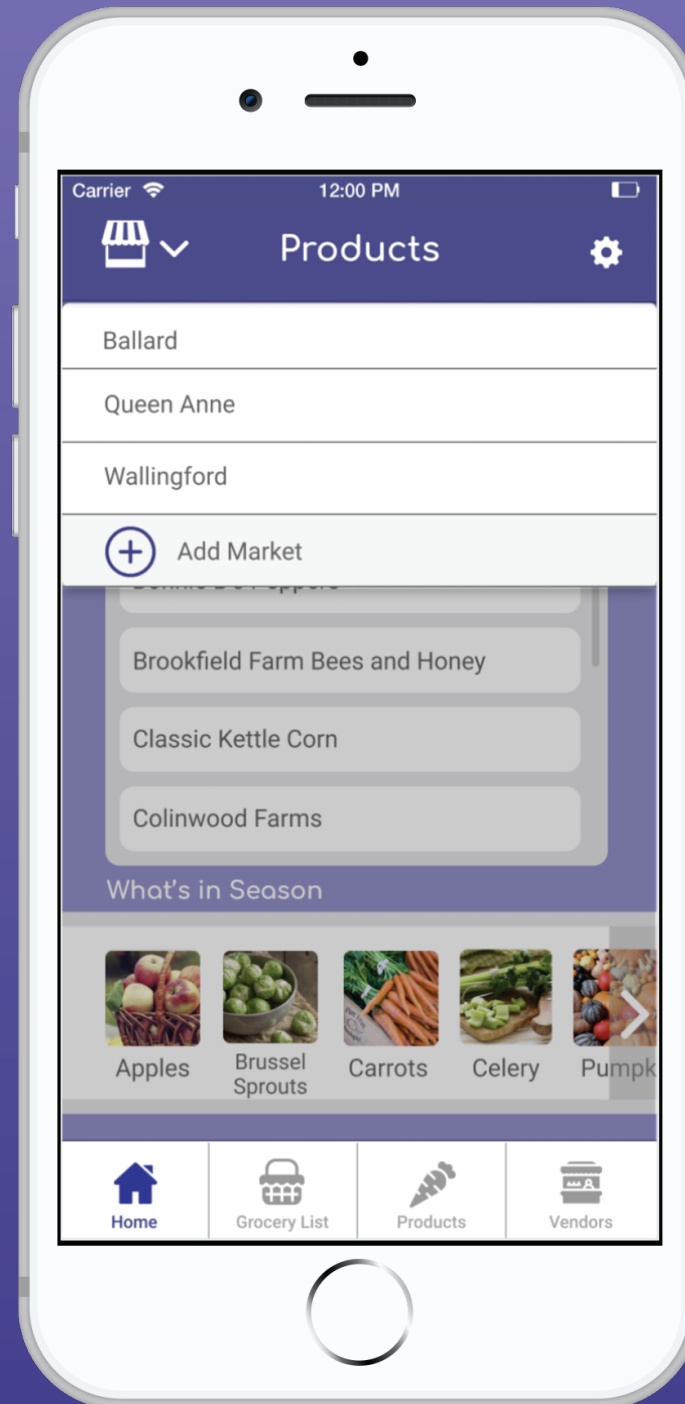 Carrier
12:00 PM
Products
Ballard
Queen Anne
Wallingford
Add Market
Brookfield Farm Bees and Honey
Classic Kettle Corn
Colinwood Farms
What's in Season
Apples
Brussel
Sprouts
Carrots
Celery
Pumpk
Home
Grocery List
Products
Vendors